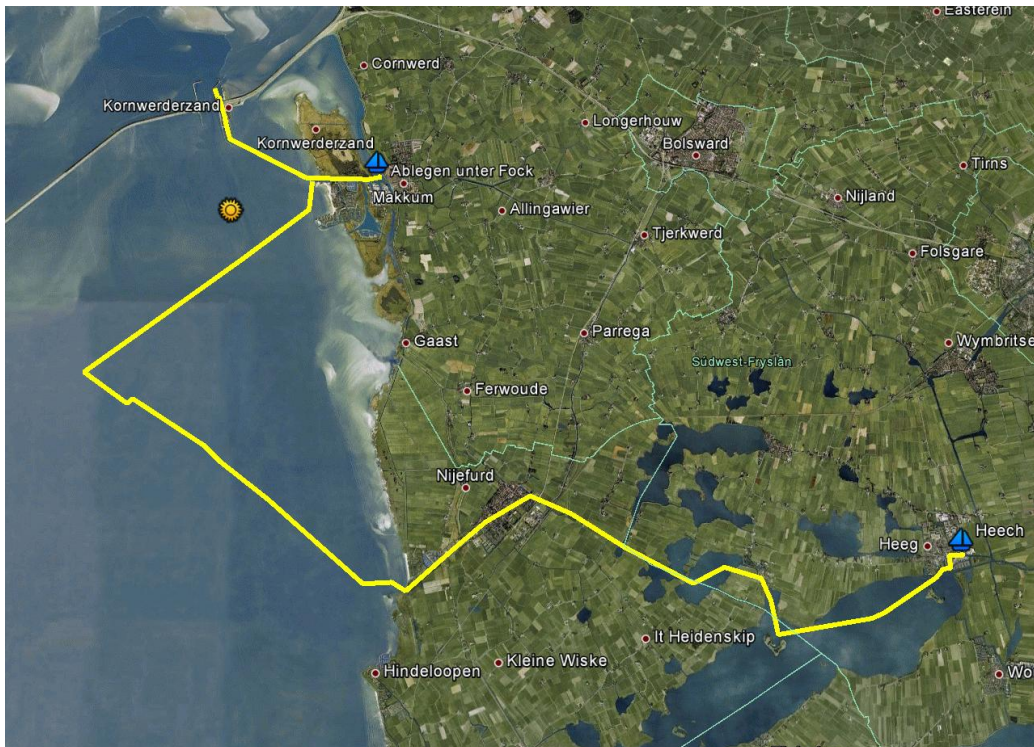 Easterein
Cornwerd
Kornwerderzand
Longerhouw
Kornwerderzand
Bolsward
Tirns
Ablegen unter Fock
Makkum
Nijland
Allingawier
Tjerkwerd
Folsgare
Gaast
Parrega
Wymbritse
Südwest-Fryslân
Ferwoude
Nijefurd
Heech
Heeg
It Heidenskip
Kleine Wiske
Hindeloopen
Wo